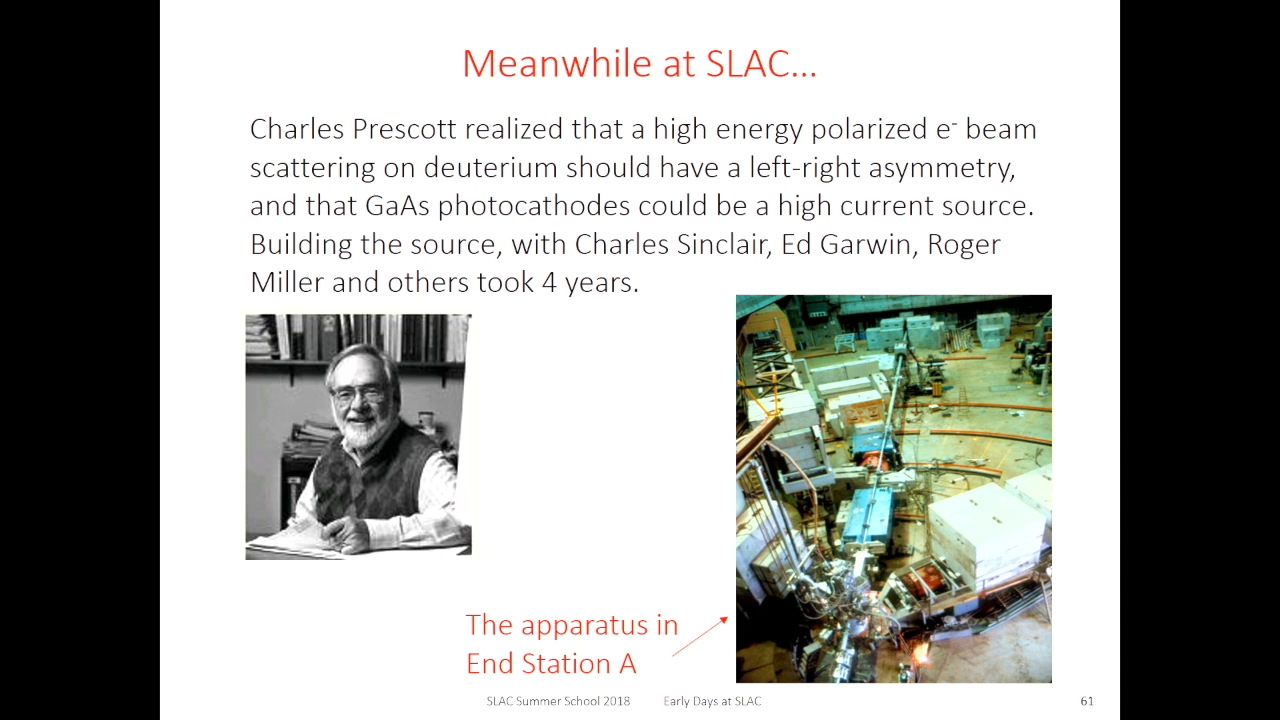 Meanwhile at SLAC...
Charles Prescott realized that a high energy polarized e⁻ beam
scattering on deuterium should have a left-right asymmetry,
and that GaAs photocathodes could be a high current source.
Building the source, with Charles Sinclair, Ed Garwin, Roger
Miller and others took 4 years.
The apparatus in
End Station A
SLAC Summer School 2018 Early Days at SLAC 61